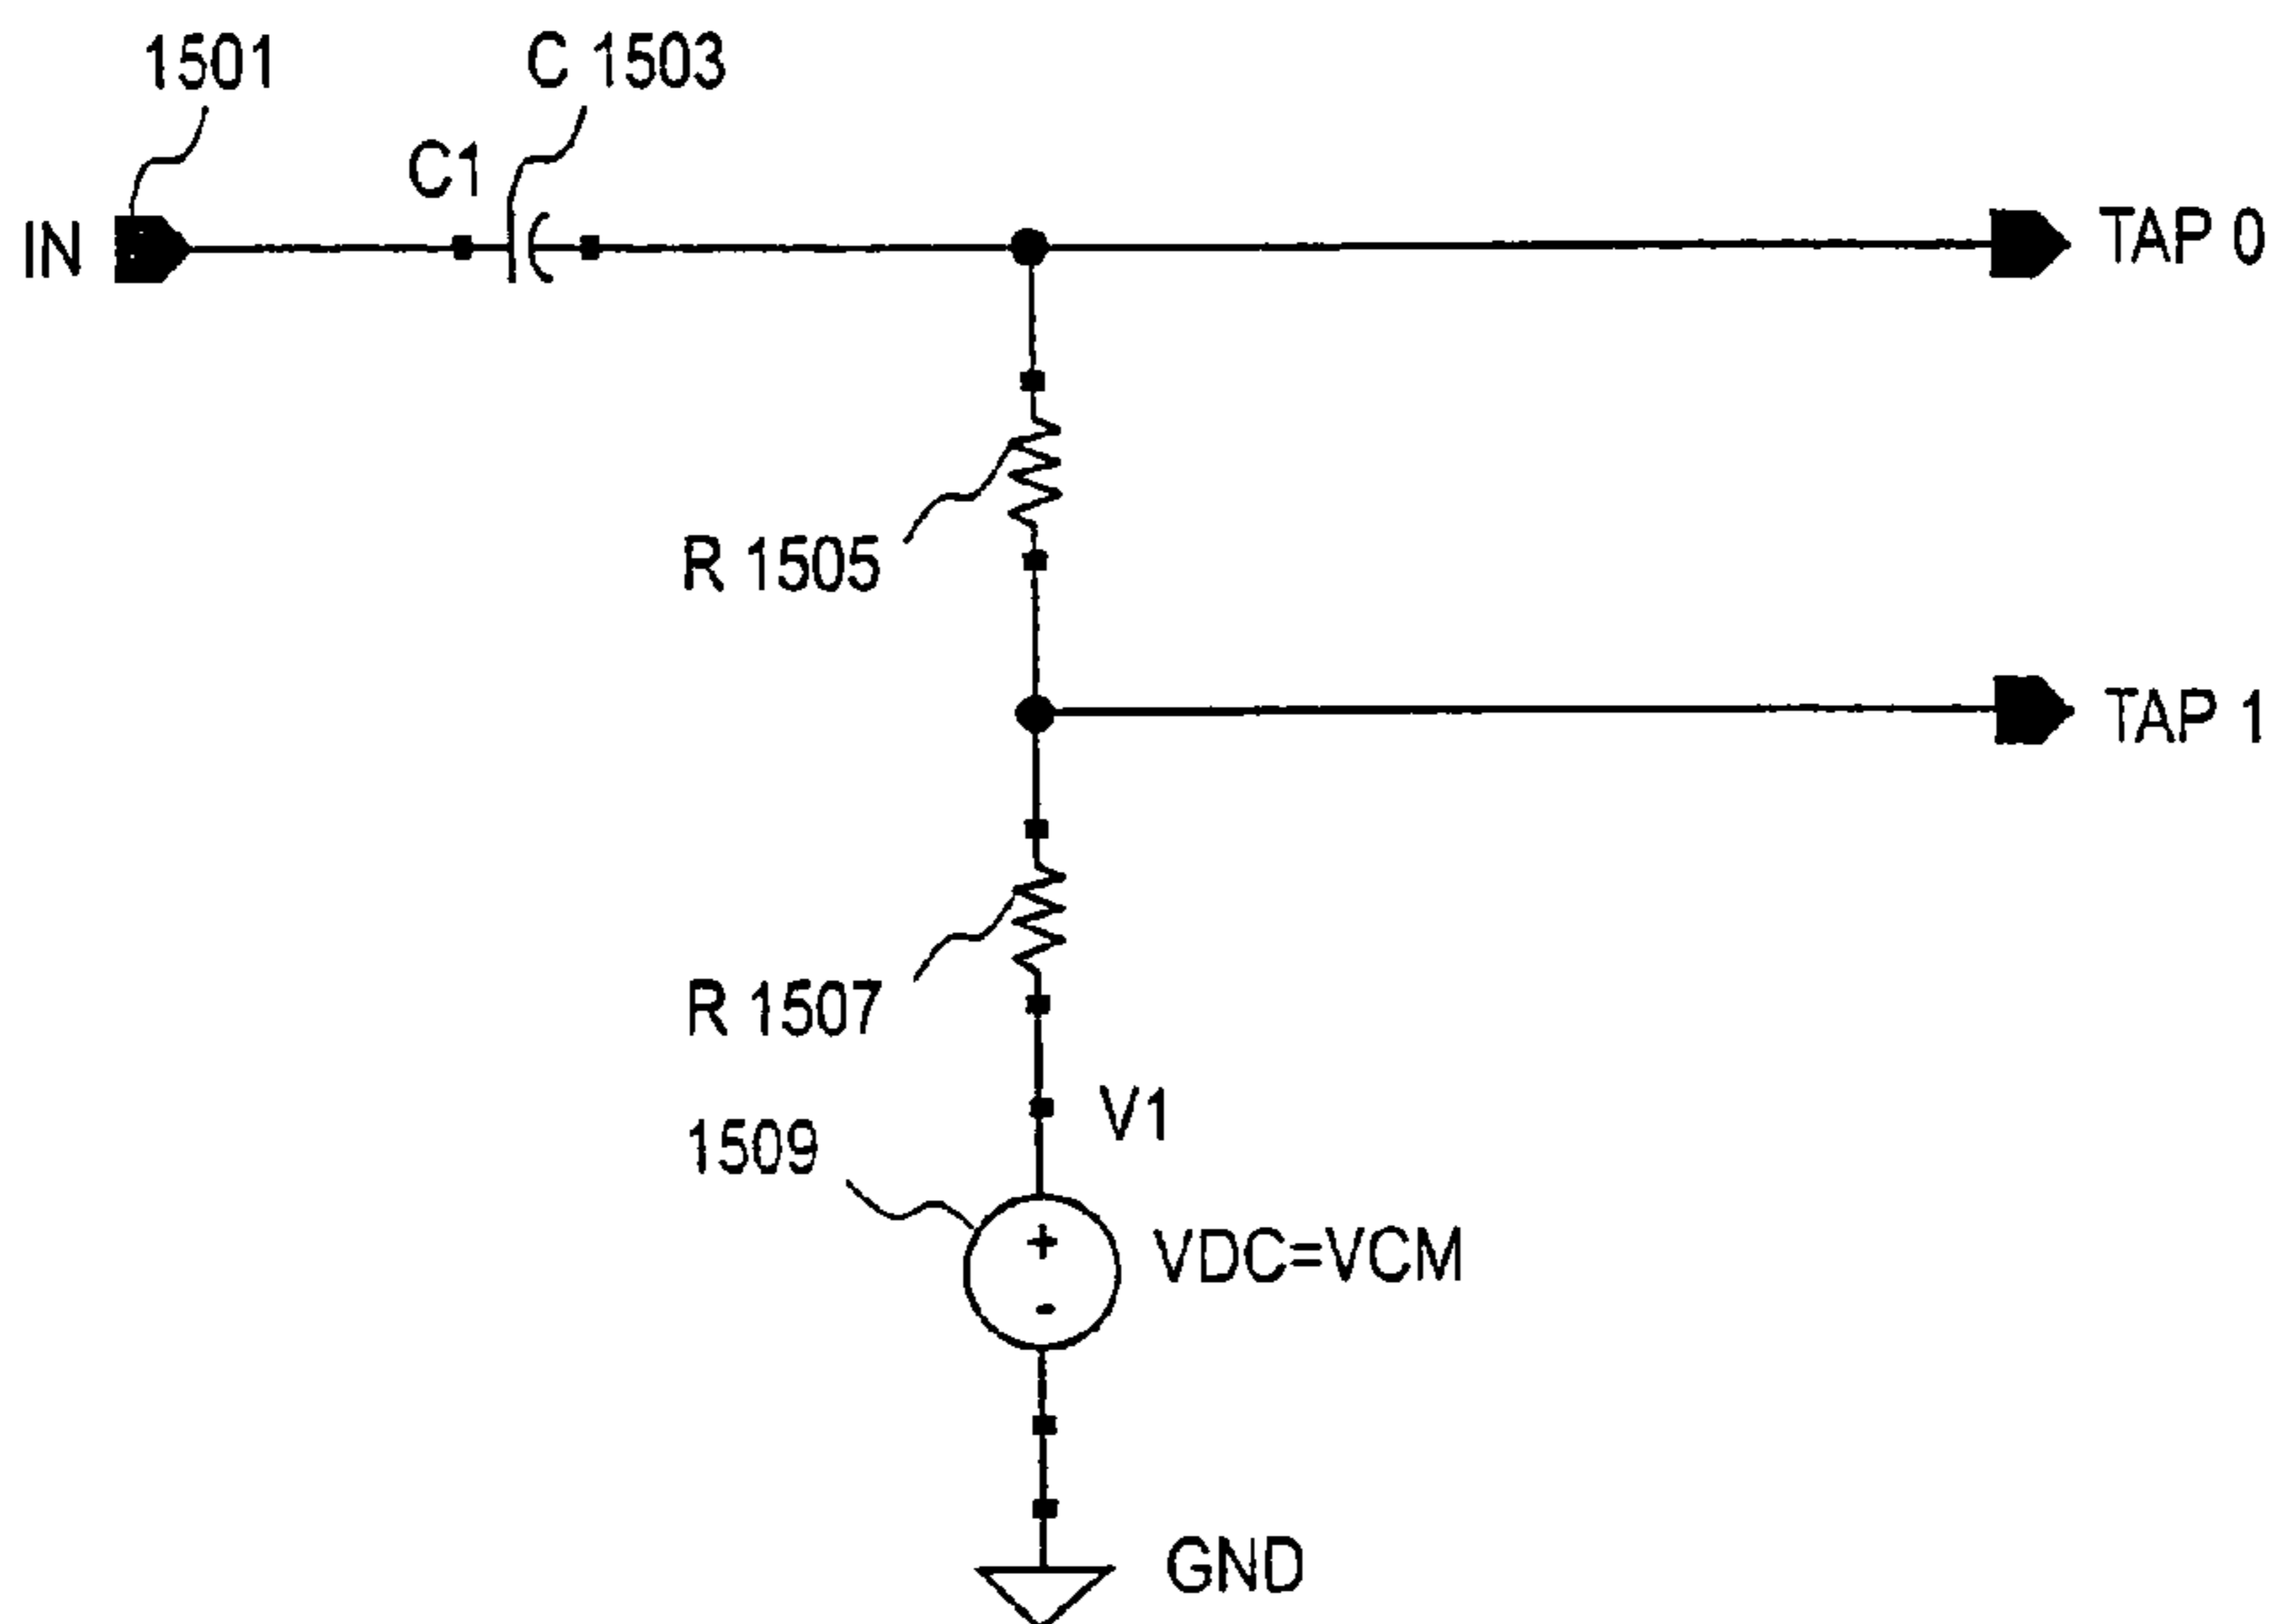 1501
C 1503
C1
IN
TAP 0
R 1505
TAP 1
R 1507
V1
1509
+
VDC=VCM
-
GND